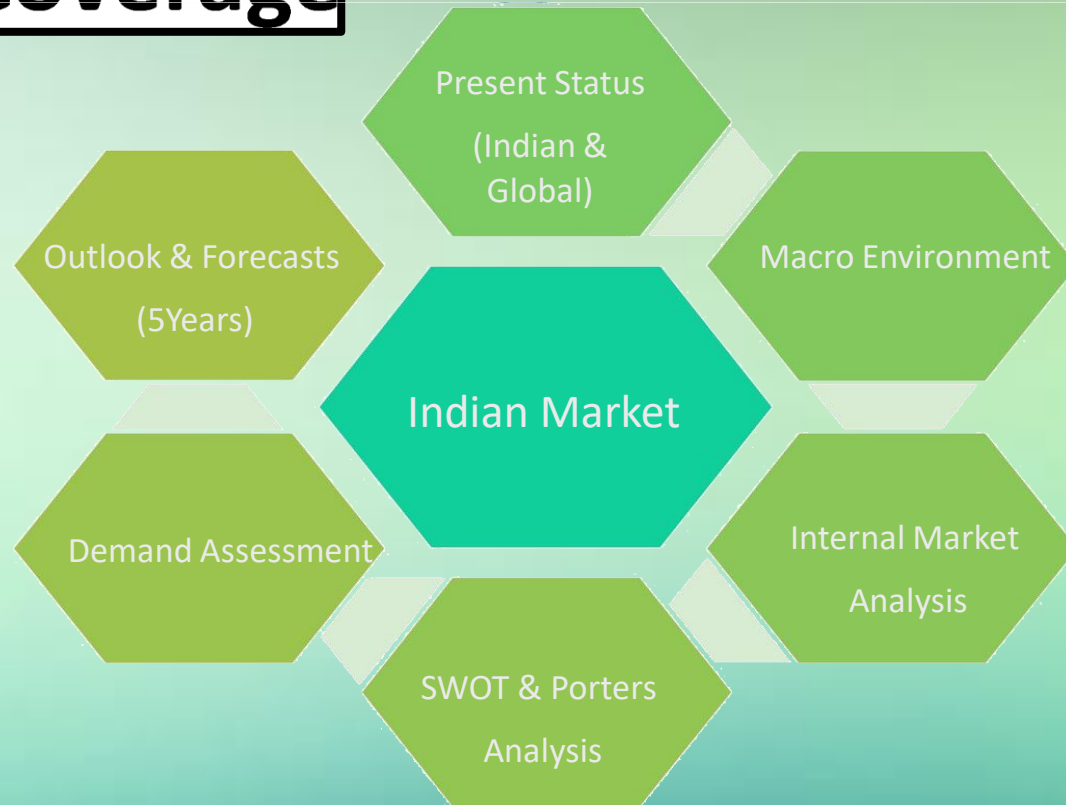 Coverage
Present Status
(Indian &
Global)
Macro Environment
Internal Market
Analysis
SWOT & Porters
Analysis
Demand Assessment
Outlook & Forecasts
(5Years)
Indian Market